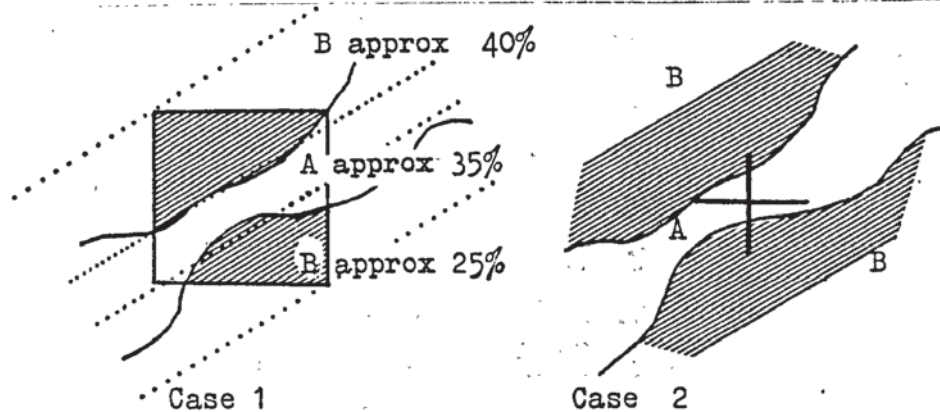 B approx 40%
B
A approx 35%
A
B approx 25%
B
Case 1
Case 2